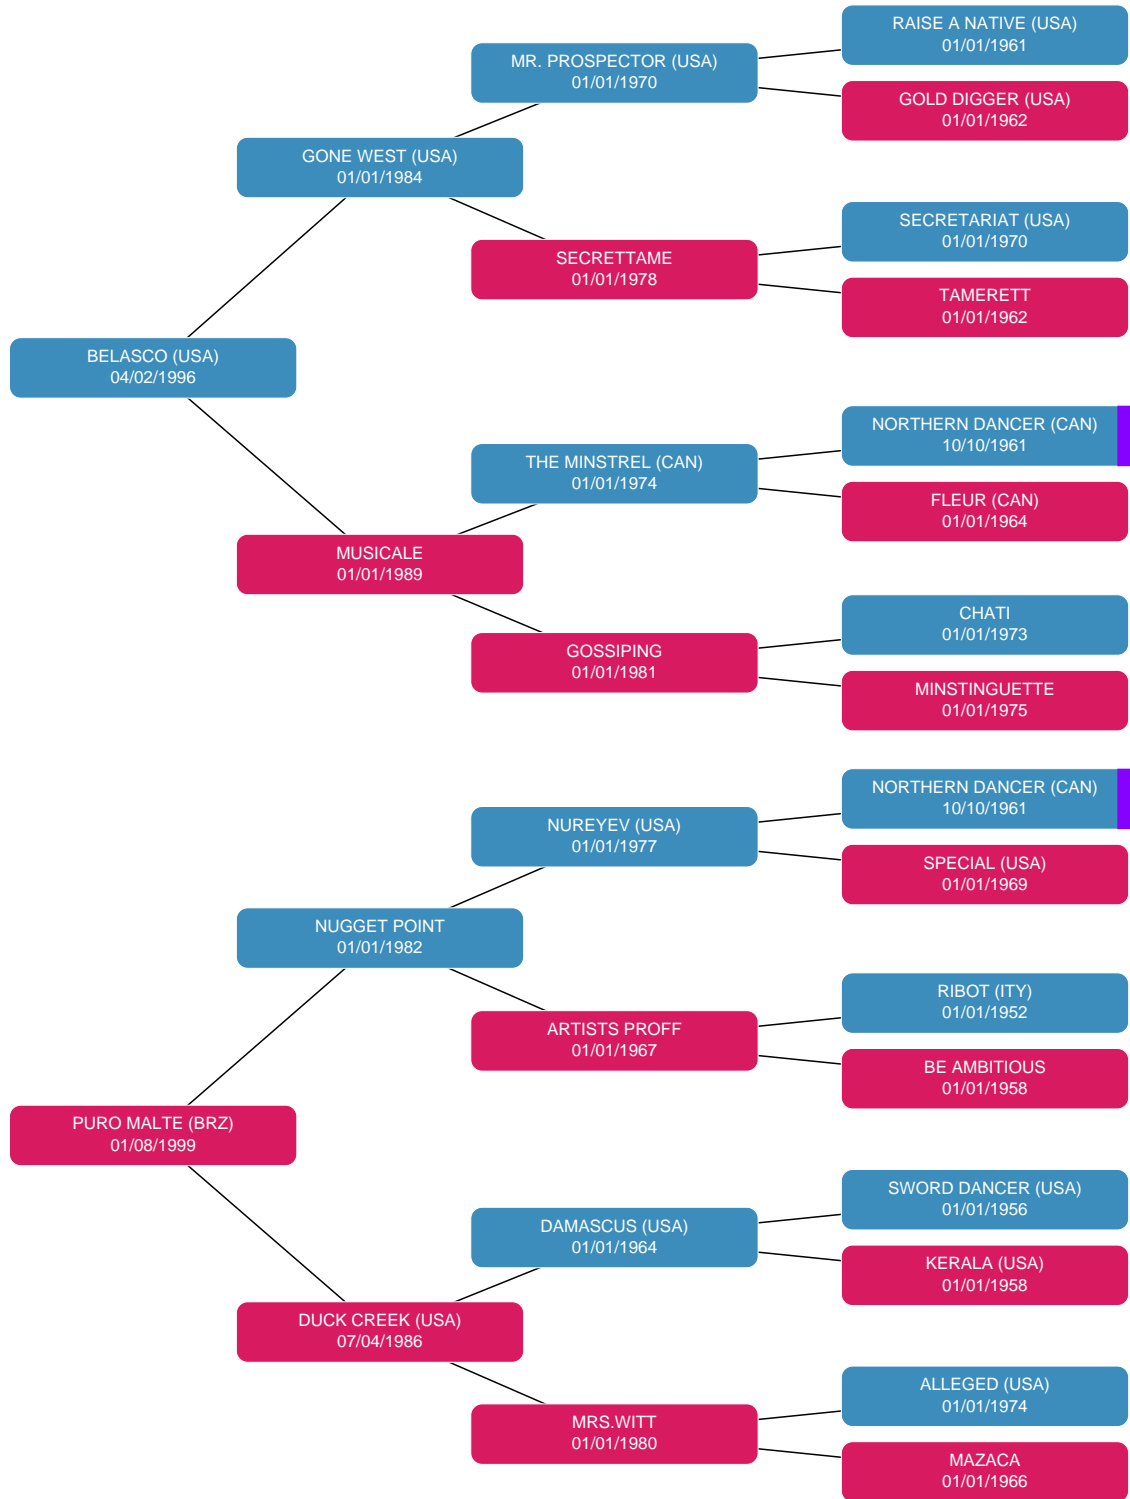 RAISE A NATIVE (USA)
01/01/1961
MR. PROSPECTOR (USA)
01/01/1970
GOLD DIGGER (USA)
01/01/1962
GONE WEST (USA)
01/01/1984
SECRETARIAT (USA)
01/01/1970
SECRETTAME
01/01/1978
TAMERETT
01/01/1962
BELASCO (USA)
04/02/1996
NORTHERN DANCER (CAN)
10/10/1961
THE MINSTREL (CAN)
01/01/1974
FLEUR (CAN)
01/01/1964
MUSICALE
01/01/1989
CHATI
01/01/1973
GOSSIPING
01/01/1981
MINSTINGUETTE
01/01/1975
NORTHERN DANCER (CAN)
10/10/1961
NUREYEV (USA)
01/01/1977
SPECIAL (USA)
01/01/1969
NUGGET POINT
01/01/1982
RIBOT (ITY)
01/01/1952
ARTISTS PROFF
01/01/1967
BE AMBITIOUS
01/01/1958
PURO MALTE (BRZ)
01/08/1999
SWORD DANCER (USA)
01/01/1956
DAMASCUS (USA)
01/01/1964
KERALA (USA)
01/01/1958
DUCK CREEK (USA)
07/04/1986
ALLEGED (USA)
01/01/1974
MRS.WITT
01/01/1980
MAZACA
01/01/1966